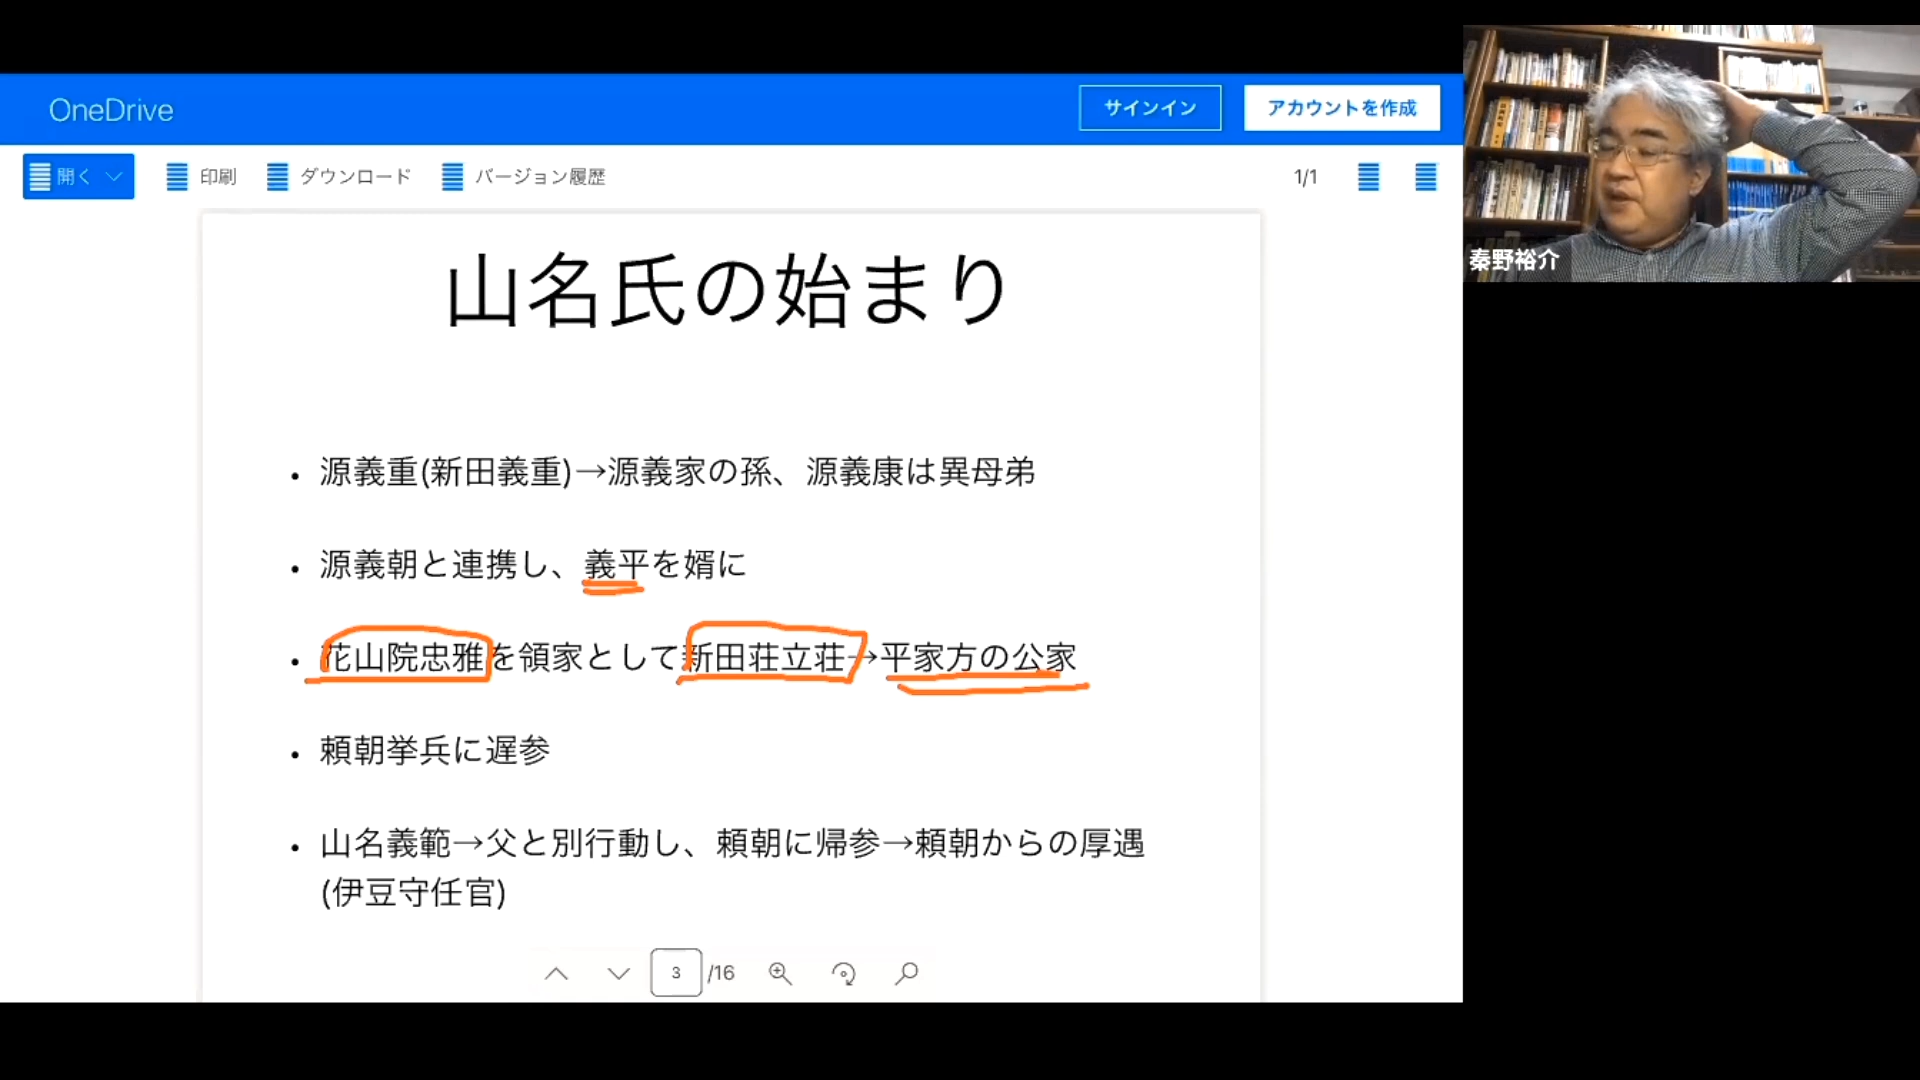 OneDrive
サインイン
アカウントを作成
開く
印刷
ダウンロード
バージョン履歴
1/1
山名氏の始まり
• 源義重(新田義重)→源義家の孫、源義康は異母弟
• 源義朝と連携し、義平を婿に
• 花山院忠雅を領家として新田荘立荘→平家方の公家
• 頼朝挙兵に遅参
• 山名義範→父と別行動し、頼朝に帰参→頼朝からの厚遇
(伊豆守任官)
3 /16
秦野裕介